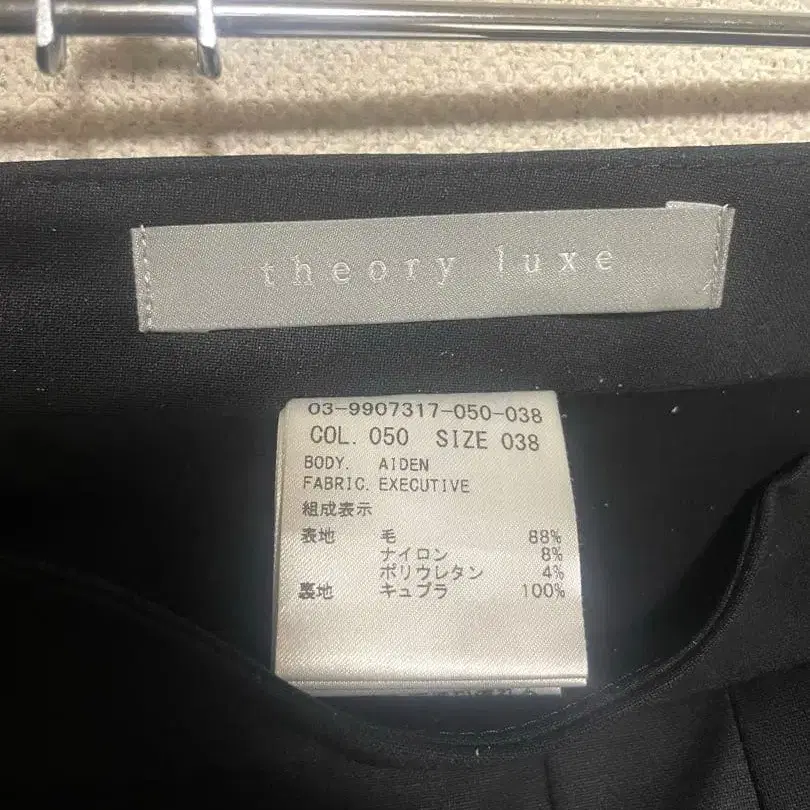 theory luxe
03-9907317-050-038
COL. 050 SIZE 038
BODY. AIDEN
FABRIC. EXECUTIVE
組成表示
表地 毛 88%
ナイロン 8%
ポリウレタン 4%
裏地 キュプラ 100%